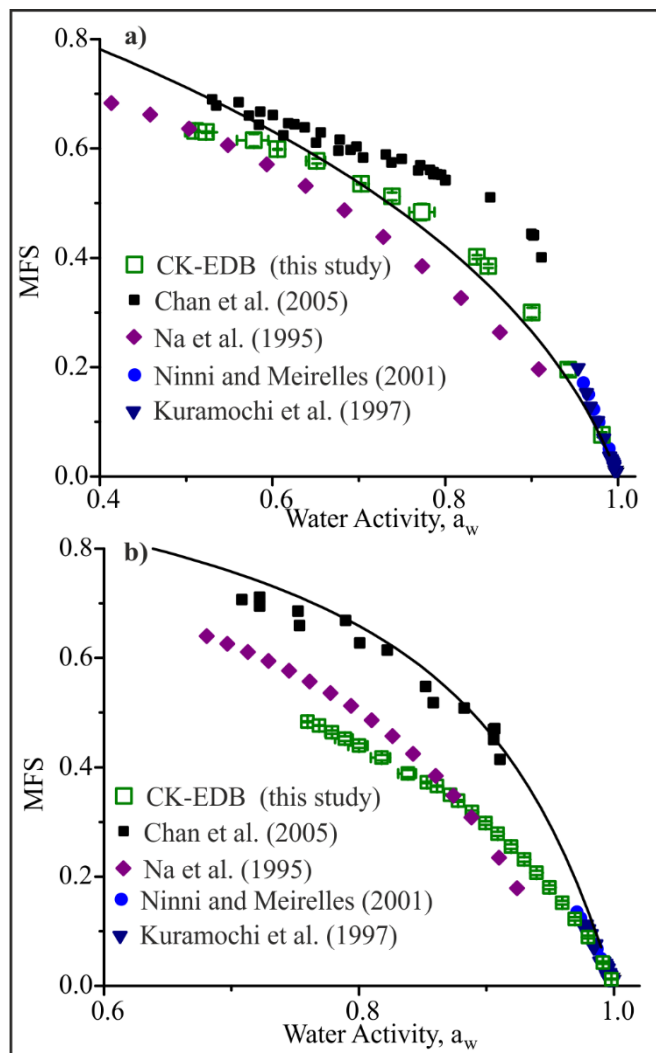 a)
0.8
0.6
MFS
0.4
0.2
0.0
CK-EDB (this study)
Chan et al. (2005)
Na et al. (1995)
Ninni and Meirelles (2001)
Kuramochi et al. (1997)
0.4 0.6 0.8 1.0
Water Activity, a_w
b)
0.8
0.6
MFS
0.4
0.2
0.0
CK-EDB (this study)
Chan et al. (2005)
Na et al. (1995)
Ninni and Meirelles (2001)
Kuramochi et al. (1997)
0.6 0.8 1.0
Water Activity, a_w